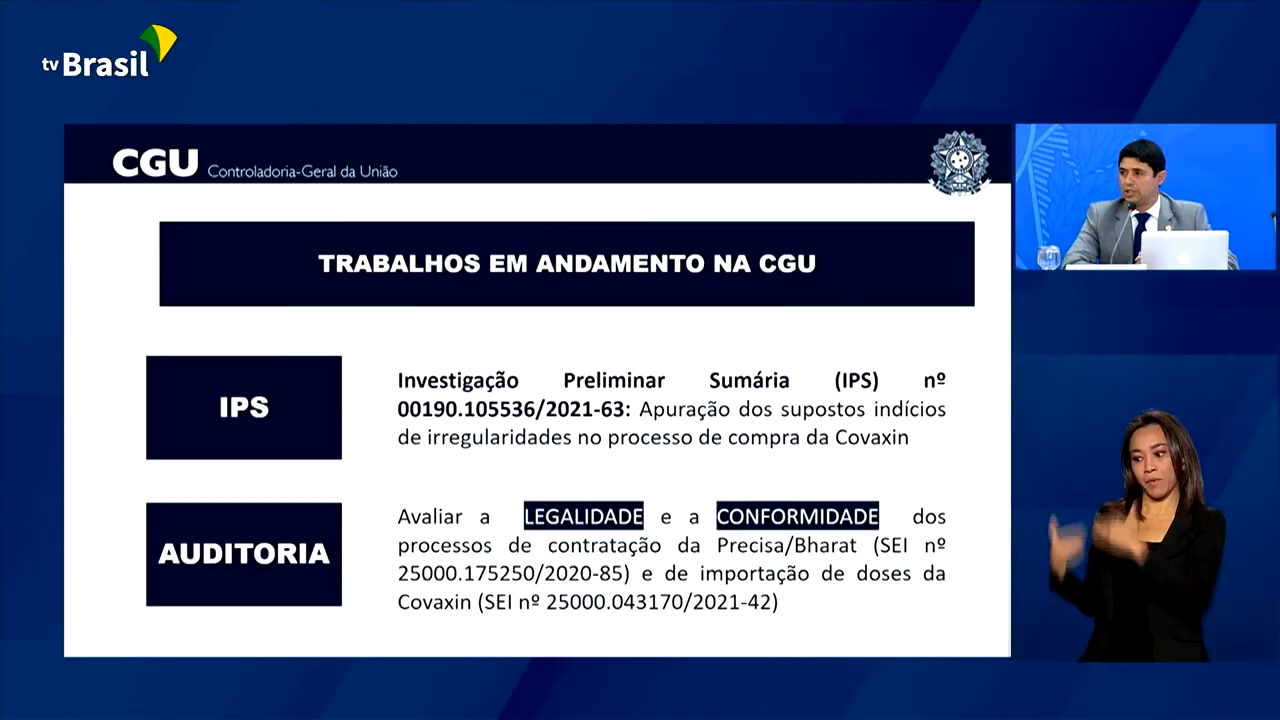 tv Brasil
CGU Controladoria-Geral da União
TRABALHOS EM ANDAMENTO NA CGU
IPS
Investigação Preliminar Sumária (IPS) nº
00190.105536/2021-63: Apuração dos supostos indícios
de irregularidades no processo de compra da Covaxin
AUDITORIA
Avaliar a LEGALIDADE e a CONFORMIDADE dos
processos de contratação da Precisa/Bharat (SEI nº
25000.175250/2020-85) e de importação de doses da
Covaxin (SEI nº 25000.043170/2021-42)